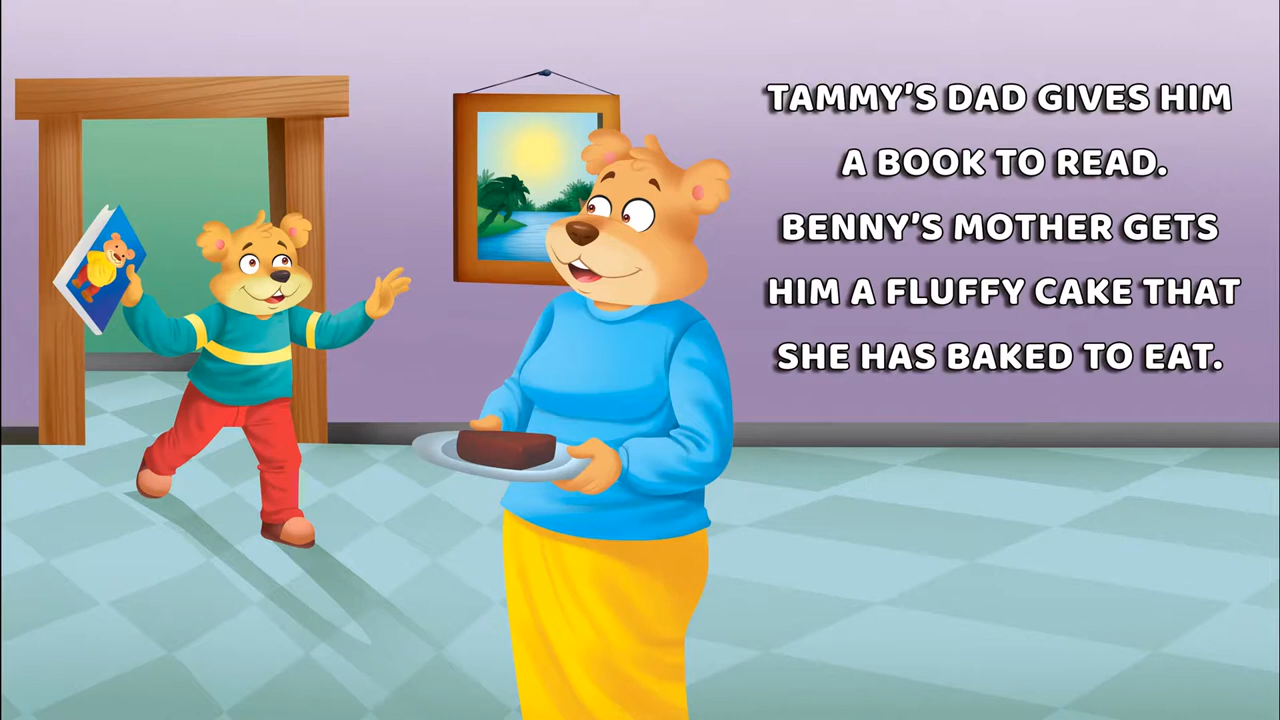 TAMMY'S DAD GIVES HIM
A BOOK TO READ.
BENNY'S MOTHER GETS
HIM A FLUFFY CAKE THAT
SHE HAS BAKED TO EAT.